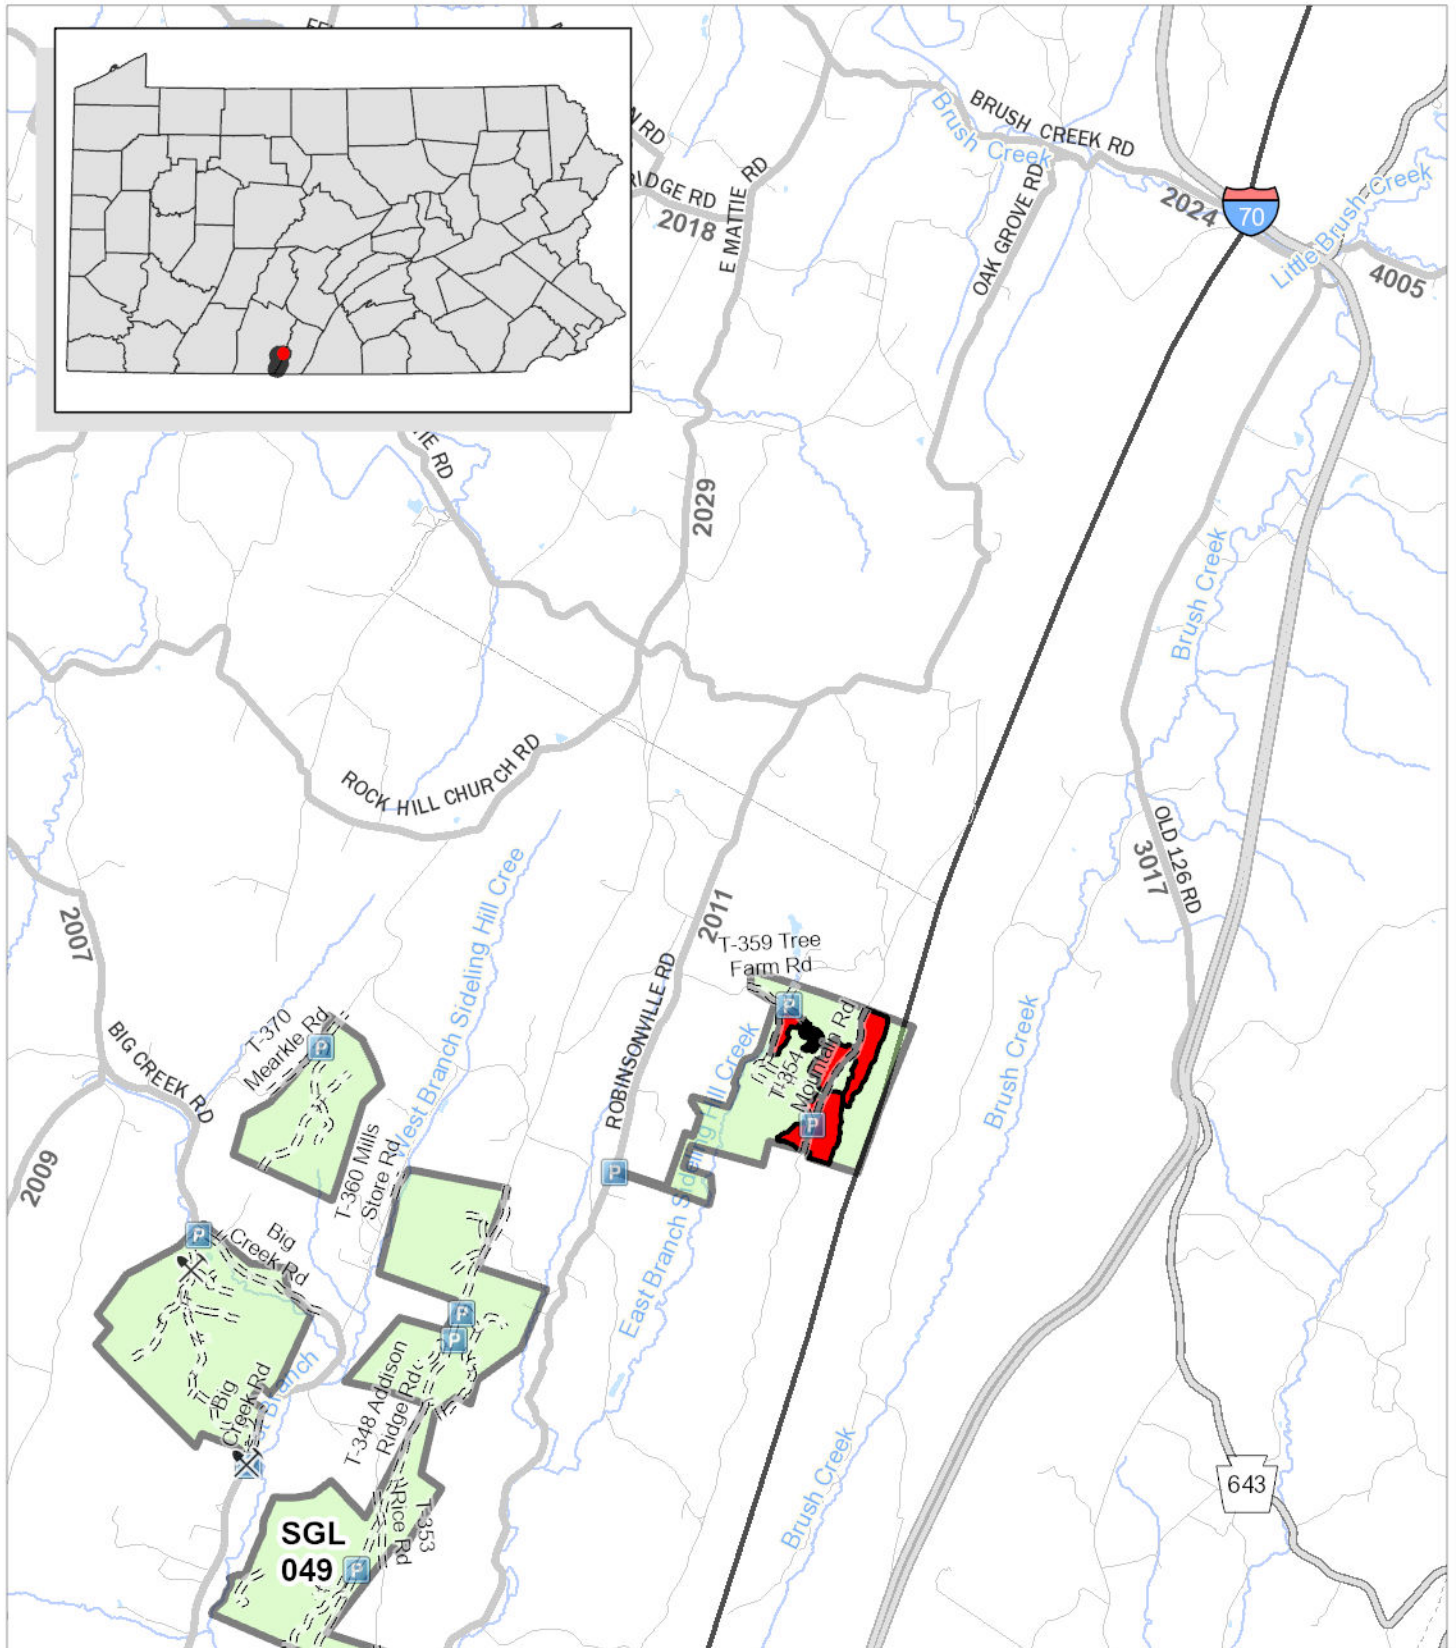 BRUSH CREEK RD
Brush Creek
RD
RIDGE RD
2018
E MATTIE RD
OAK GROVE RD
2024
70
Little Brush Creek
4005
RD
2029
Brush Creek
ROCK HILL CHURCH RD
OLD 126 RD
3017
2007
2011
West Branch Sideling Hill Cree
T-359 Tree
Farm Rd
P
ROBINSONVILLE RD
T-354
Mountain Rd
Brush Creek
T-370
Mearkle Rd
P
BIG CREEK RD
P
East Branch Sideling Hill Creek
P
2009
T-360 Mills
Store Rd
P
Big
Creek Rd
P
P
T-348 Addison
Ridge Rd
Big
Creek Rd
Branch
Brush Creek
643
T-353
Rice Rd
SGL
049
P